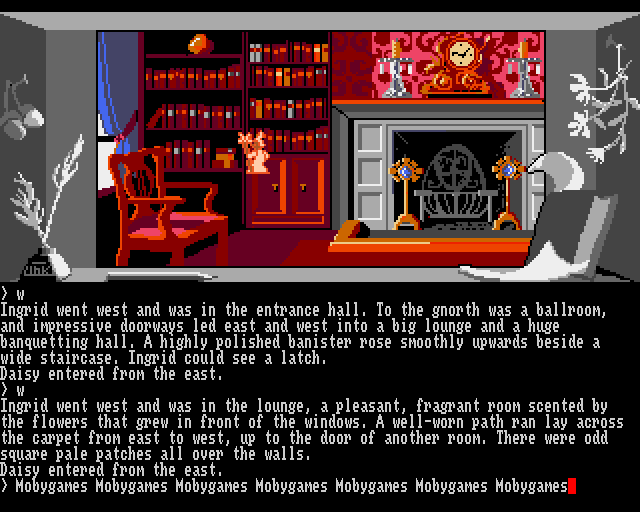 INK
> w
Ingrid went west and was in the entrance hall. To the gnorth was a ballroom,
and impressive doorways led east and west into a big lounge and a huge
banquetting hall. A highly polished banister rose smoothly upwards beside a
wide staircase. Ingrid could see a latch.
Daisy entered from the east.
> w
Ingrid went west and was in the lounge, a pleasant, fragrant room scented by
the flowers that grew in front of the windows. A well-worn path ran lay across
the carpet from east to west, up to the door of another room. There were odd
square pale patches all over the walls.
Daisy entered from the east.
> Mobygames Mobygames Mobygames Mobygames Mobygames Mobygames Mobygames